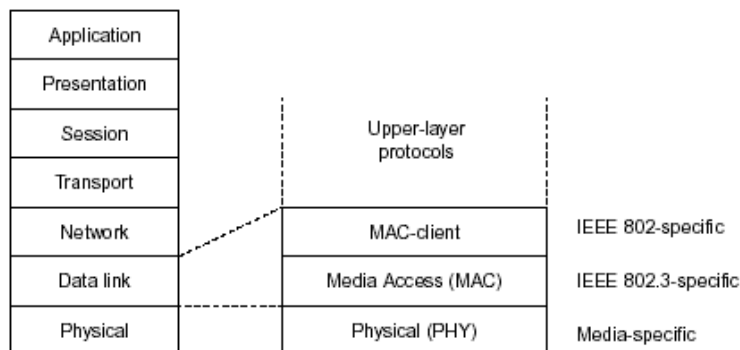 Application
Presentation
Session
Transport
Network
Data link
Physical
Upper-layer
protocols
MAC-client
Media Access (MAC)
Physical (PHY)
IEEE 802-specific
IEEE 802.3-specific
Media-specific